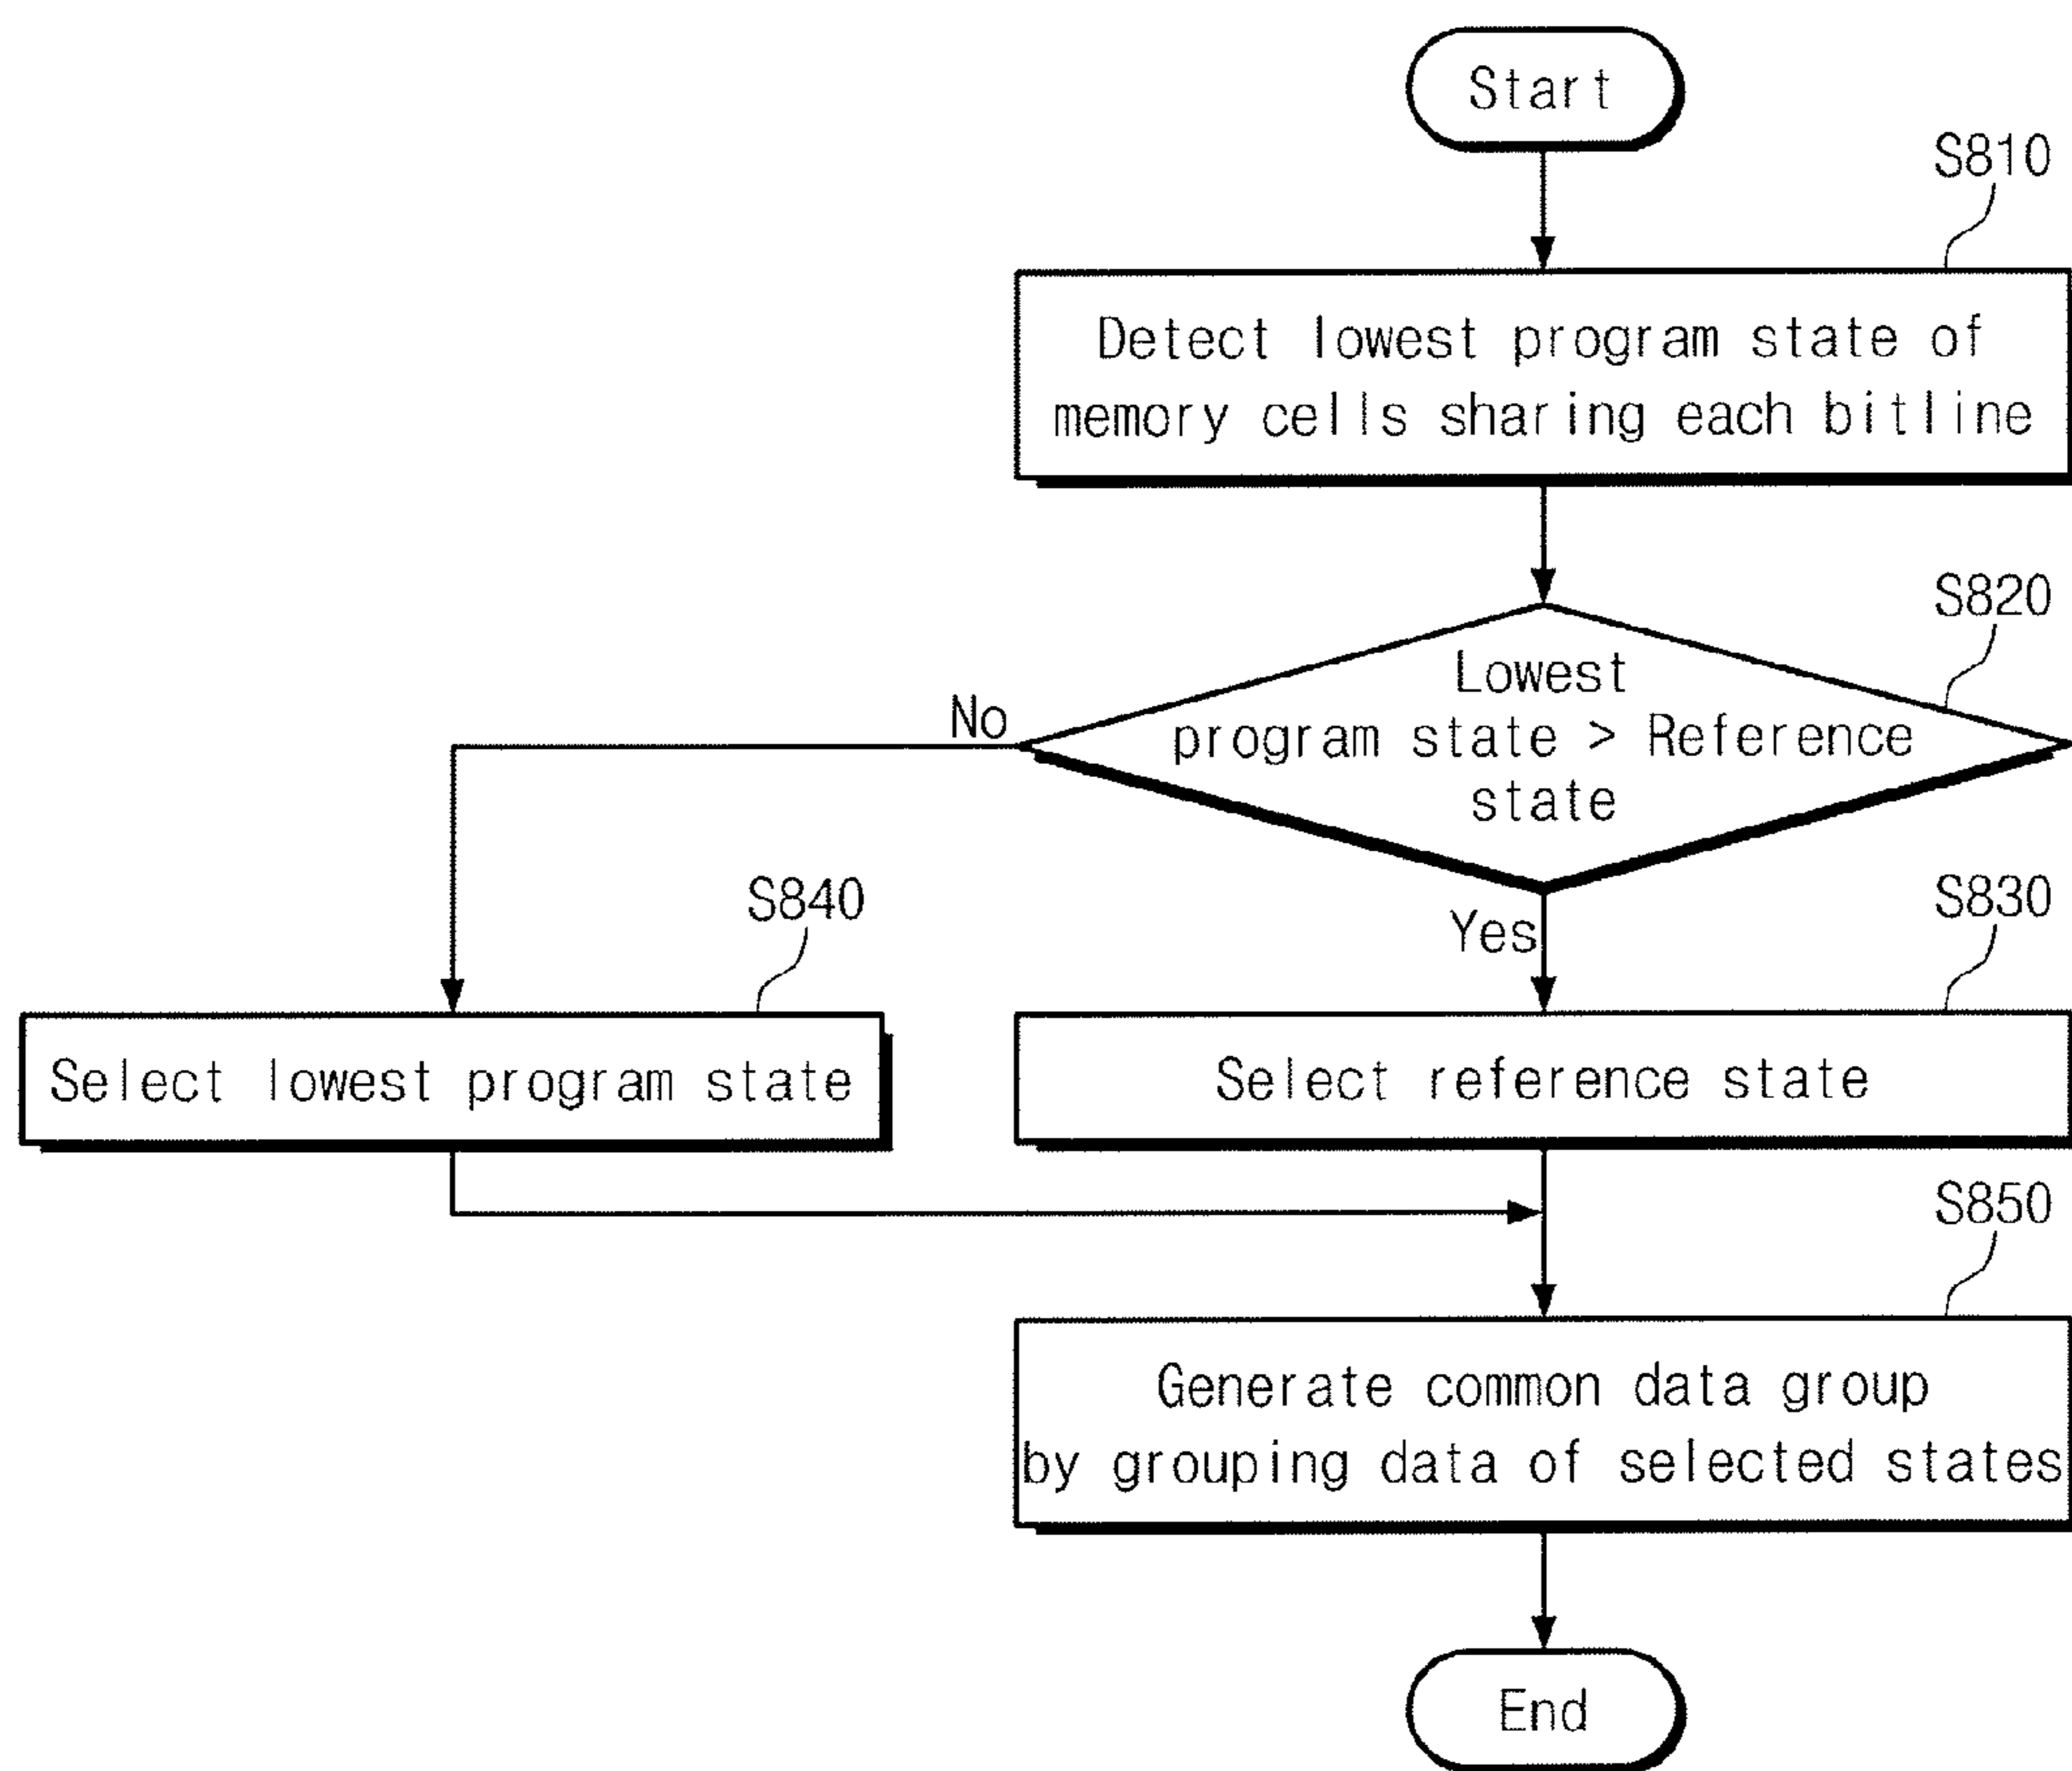 Start
S810
Detect lowest program state of
memory cells sharing each bitline
S820
Lowest
program state > Reference
state
No
Yes
S840
S830
Select lowest program state
Select reference state
S850
Generate common data group
by grouping data of selected states
End